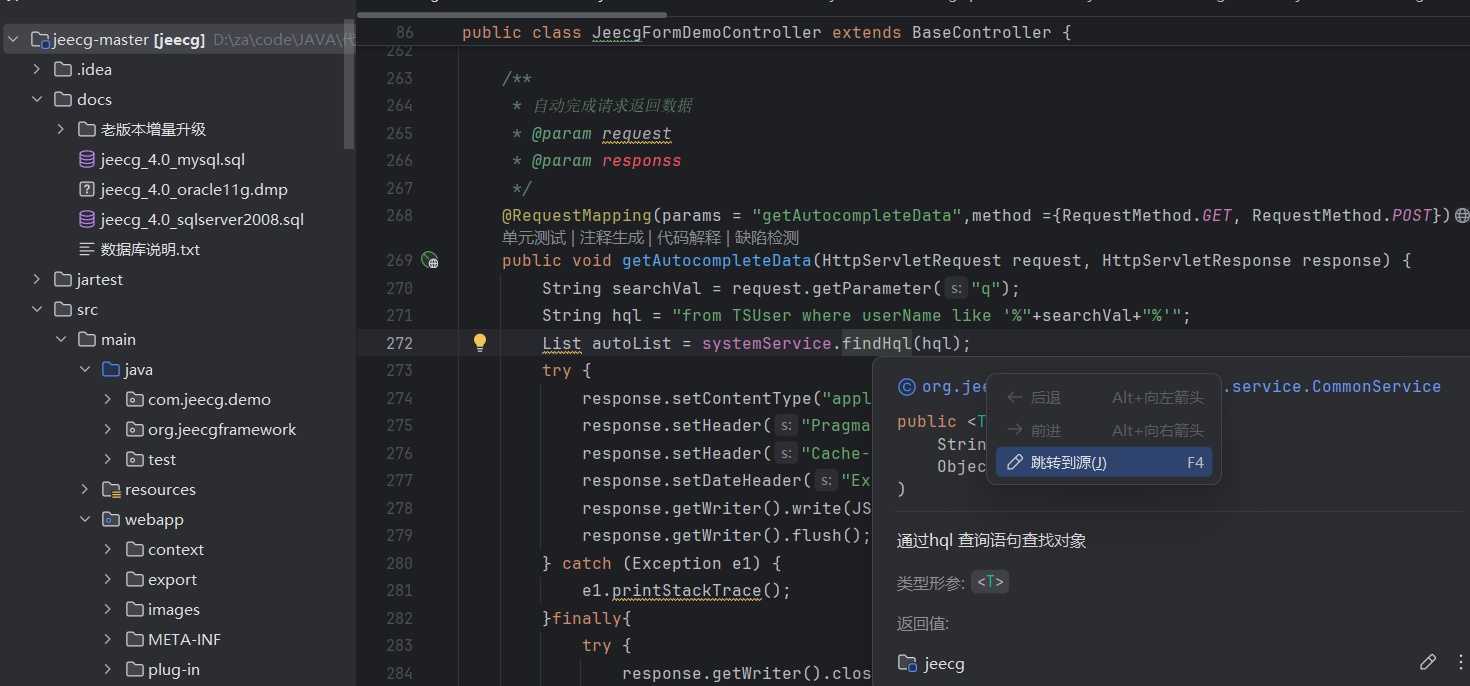 jeecg-master [jeecg] D:\za\code\JAVA\代
.idea
docs
老版本增量升级
jeecg_4.0_mysql.sql
jeecg_4.0_oracle11g.dmp
jeecg_4.0_sqlserver2008.sql
数据库说明.txt
jartest
src
main
java
com.jeecg.demo
org.jeecgframework
test
resources
webapp
context
export
images
META-INF
plug-in
86 public class JeecgFormDemoController extends BaseController {
262
263 /**
264 * 自动完成请求返回数据
265 * @param request
266 * @param responss
267 */
268 @RequestMapping(params = "getAutocompleteData",method ={RequestMethod.GET, RequestMethod.POST})
单元测试 | 注释生成 | 代码解释 | 缺陷检测
269 public void getAutocompleteData(HttpServletRequest request, HttpServletResponse response) {
270 String searchVal = request.getParameter( s: "q");
271 String hql = "from TSUser where userName like '%"+searchVal+"%'";
272 List autoList = systemService.findHql(hql);
273 try {
274 response.setContentType("appl
275 response.setHeader( s: "Pragma
276 response.setHeader( s: "Cache-
277 response.setDateHeader( s: "Ex
278 response.getWriter().write(JS
279 response.getWriter().flush();
280 } catch (Exception e1) {
281 e1.printStackTrace();
282 }finally{
283 try {
284 response.getWriter().clos
org.jee .service.CommonService
public <T
Strin
Objec
)
后退 Alt+向左箭头
前进 Alt+向右箭头
跳转到源(J) F4
通过hql 查询语句查找对象
类型形参: <T>
返回值:
jeecg